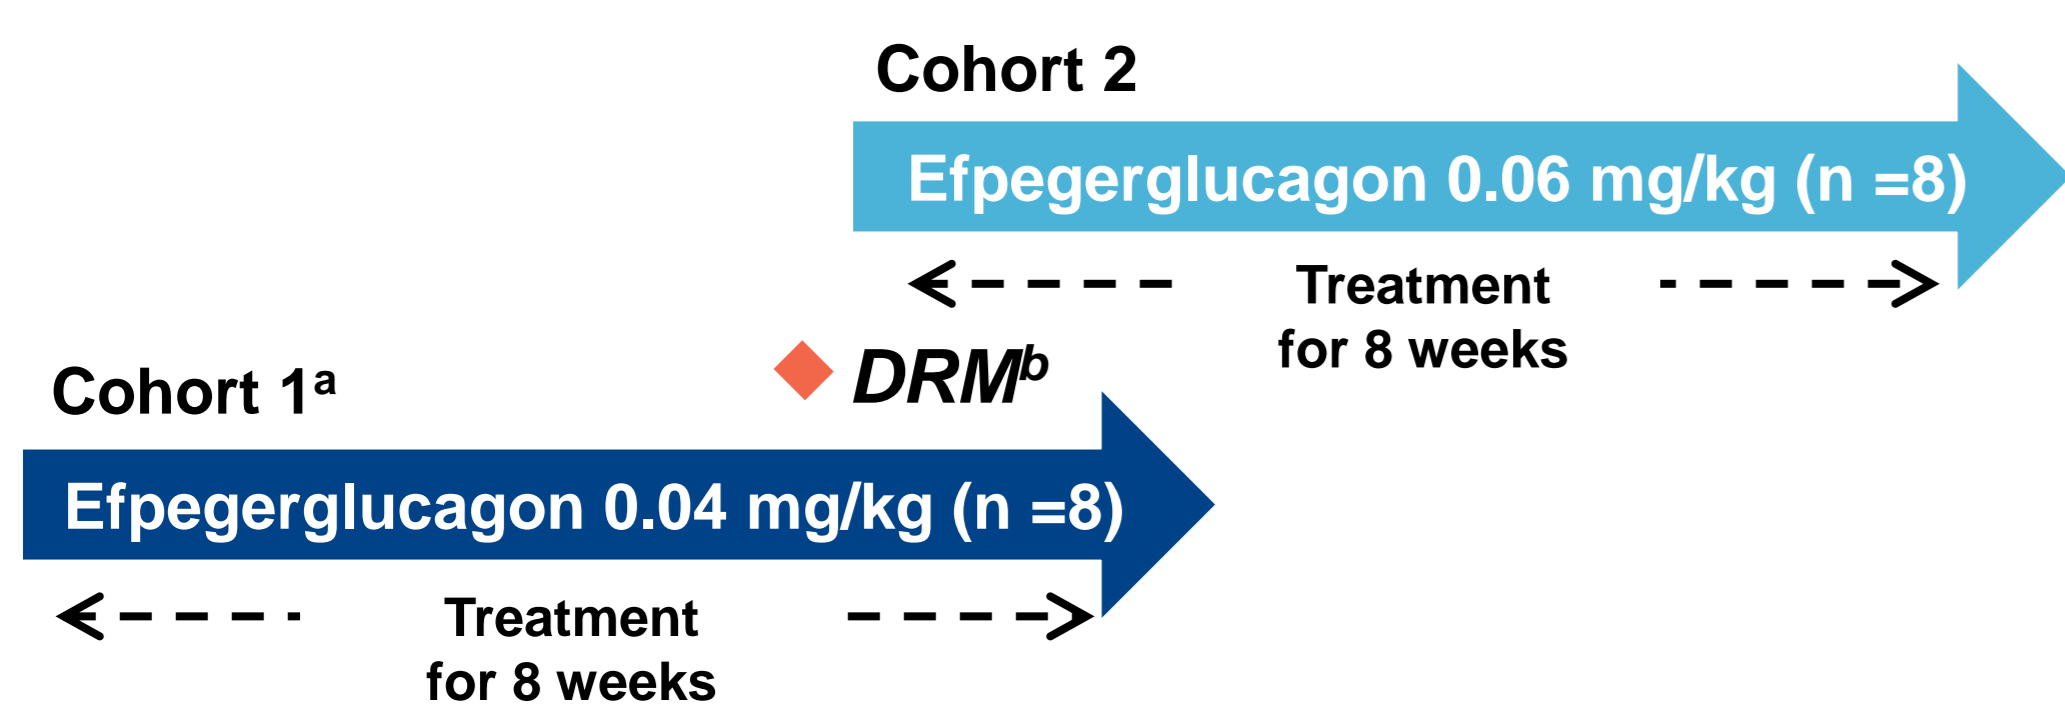 Cohort 2
Efpegerglucagon 0.06 mg/kg (n =8)
Treatment
for 8 weeks
DRMᵇ
Cohort 1ᵃ
Efpegerglucagon 0.04 mg/kg (n =8)
Treatment
for 8 weeks